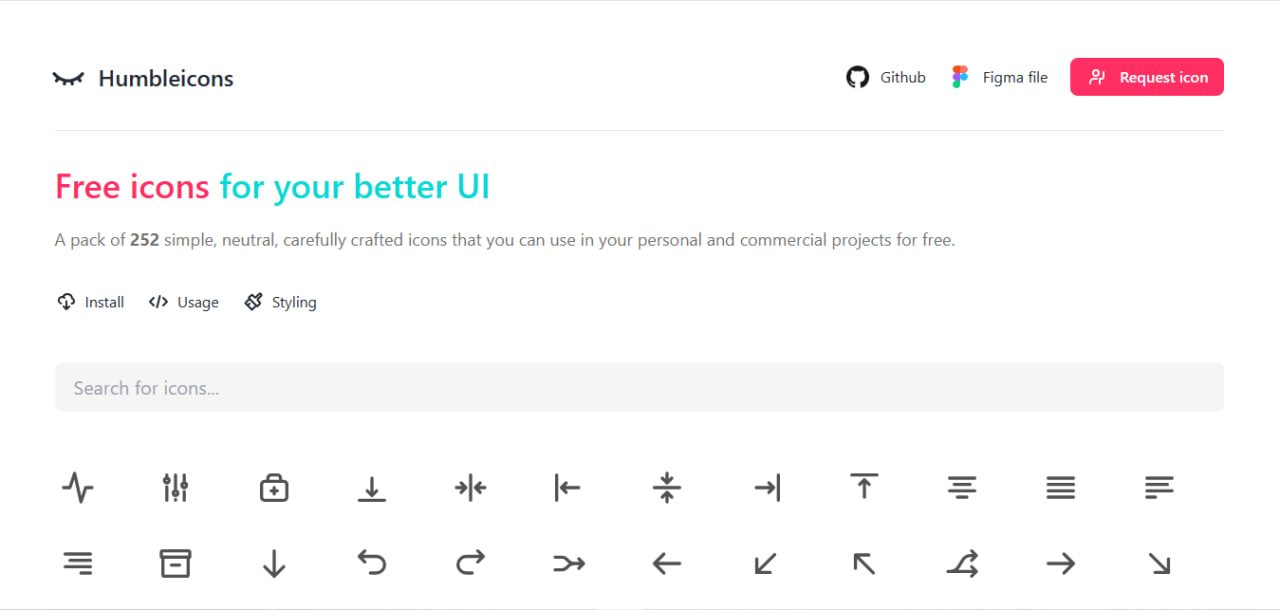 Humbleicons
Github
Figma file
Request icon
Free icons for your better UI
A pack of 252 simple, neutral, carefully crafted icons that you can use in your personal and commercial projects for free.
Install
Usage
Styling
Search for icons...